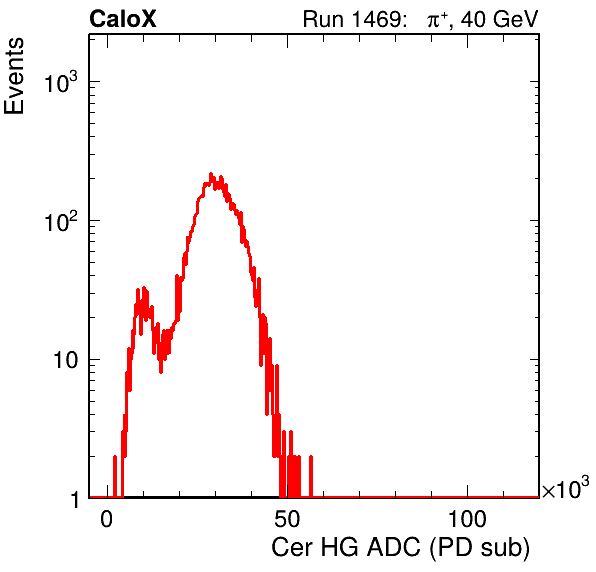 CaloX Run 1469: π⁺, 40 GeV
Events
10³
10²
10
1
0 50 100 ×10³
Cer HG ADC (PD sub)